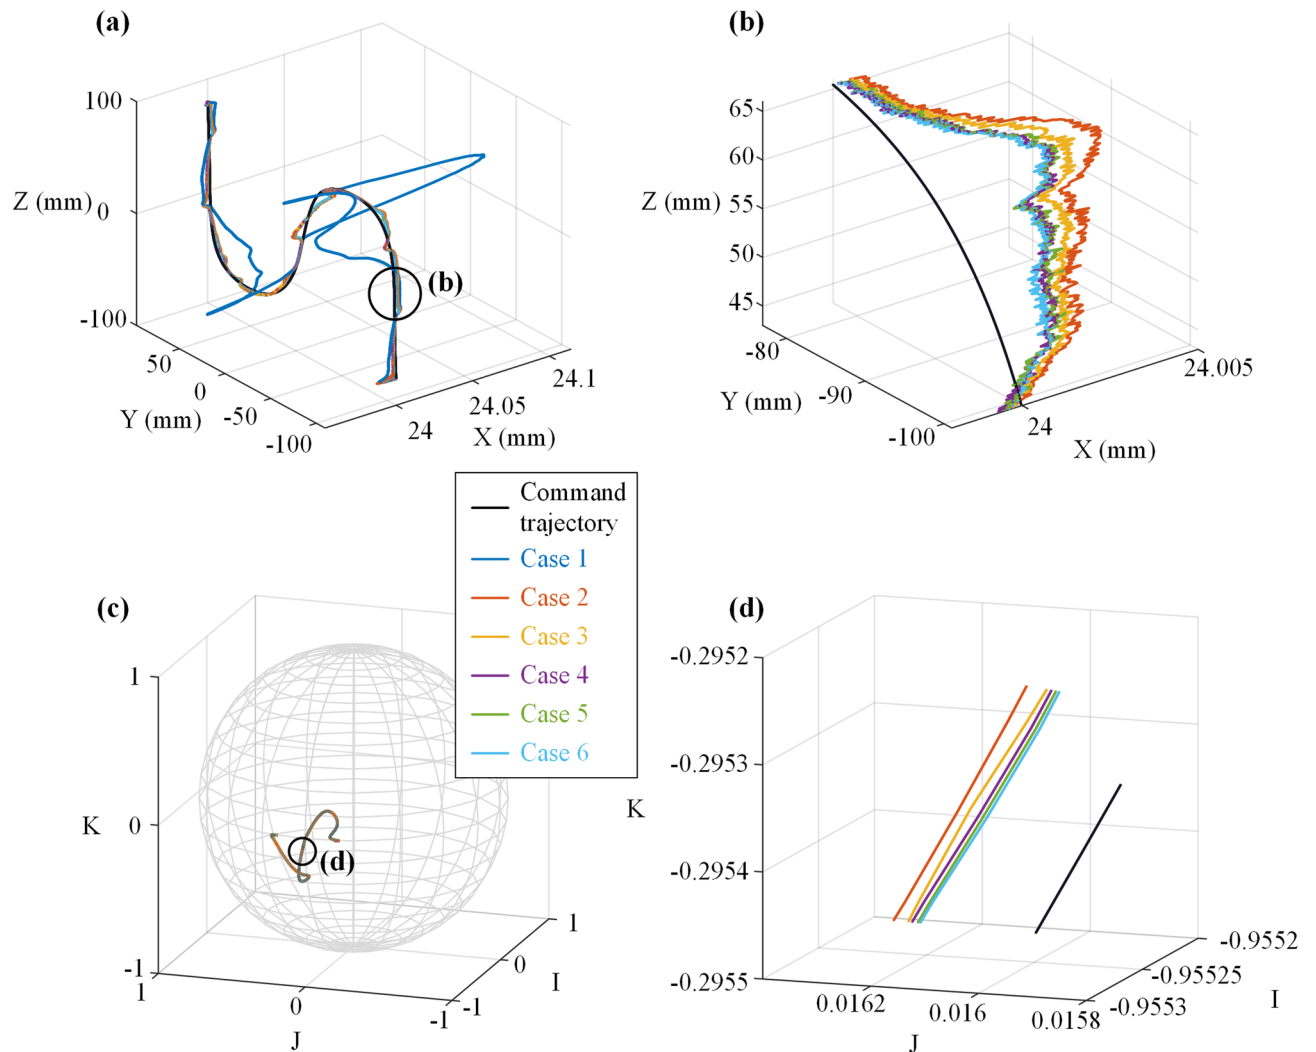 (a)
100
Z (mm)
0
-100
50
0
-50
-100
Y (mm)
24
24.05
24.1
X (mm)
(b)
(b)
65
60
Z (mm)
55
50
45
-80
-90
-100
Y (mm)
24
24.005
X (mm)
Command
trajectory
Case 1
Case 2
Case 3
Case 4
Case 5
Case 6
(c)
1
K
0
-1
1
0
-1
J
-1
0
1
I
(d)
(d)
-0.2952
-0.2953
K
-0.2954
-0.2955
0.0162
0.016
0.0158
J
-0.9553
-0.95525
-0.9552
I